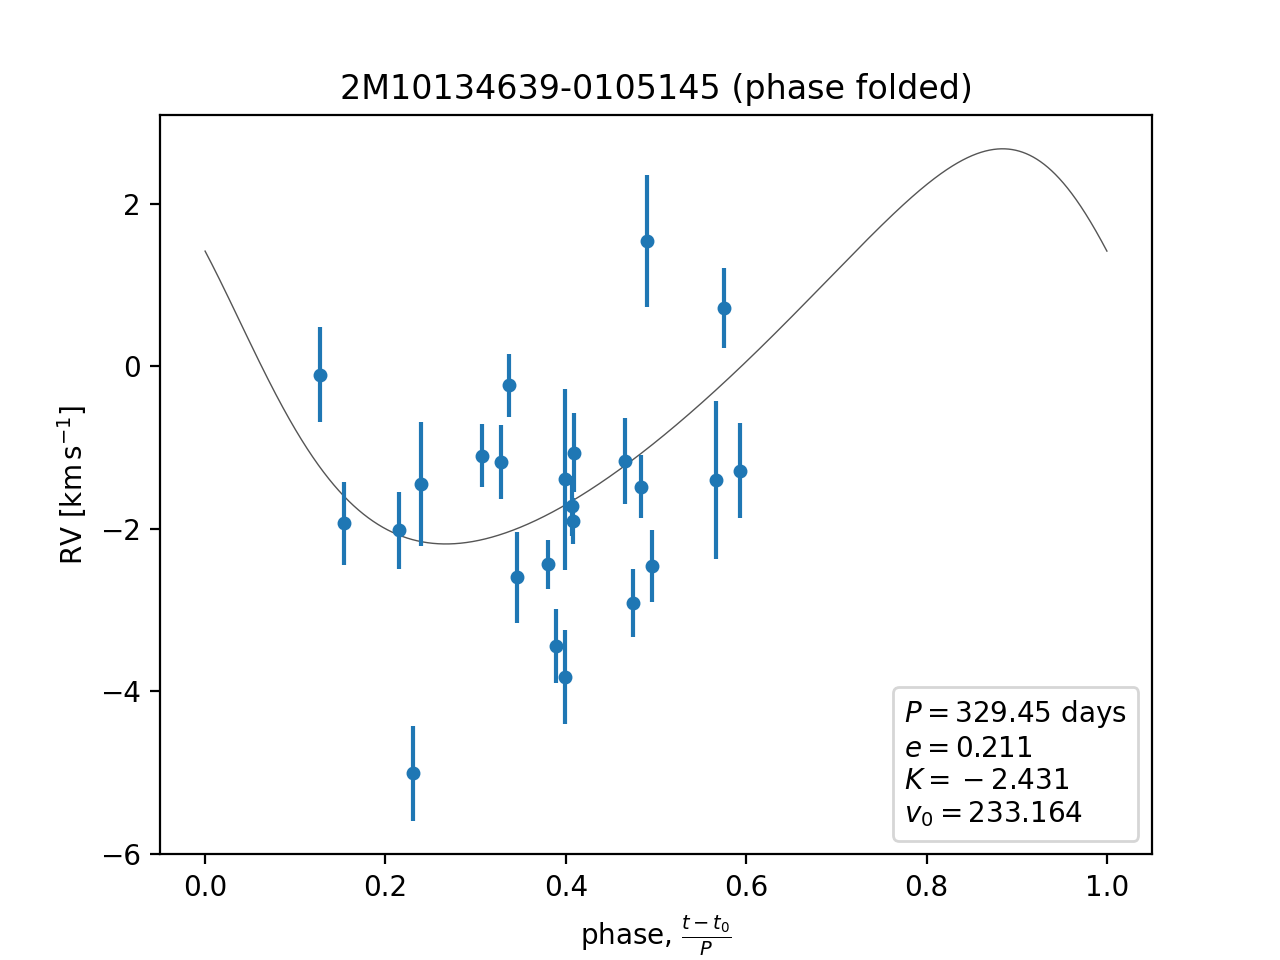 2M10134639-0105145 (phase folded)
RV [km s⁻¹]
2
0
−2
−4
−6
P = 329.45 days
e = 0.211
K = −2.431
v₀ = 233.164
0.0 0.2 0.4 0.6 0.8 1.0
phase, (t − t₀)/P